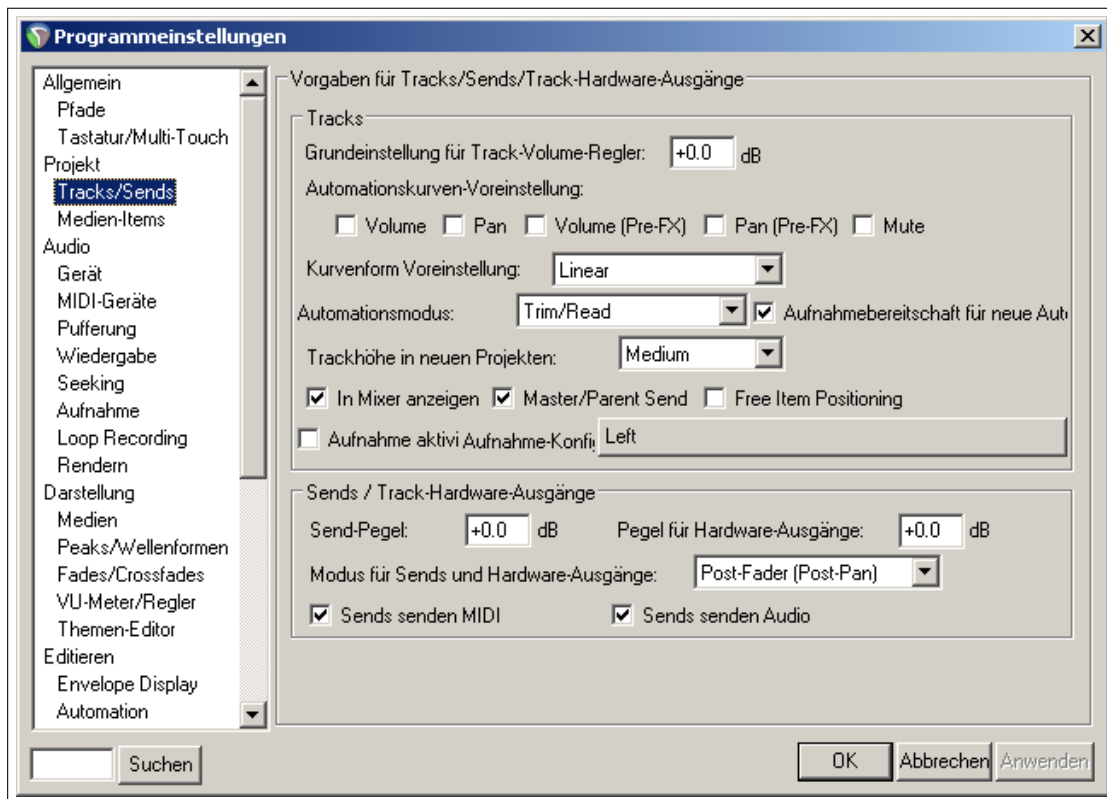 Programmeinstellungen
Allgemein
Pfade
Tastatur/Multi-Touch
Projekt
Tracks/Sends
Medien-Items
Audio
Gerät
MIDI-Geräte
Pufferung
Wiedergabe
Seeking
Aufnahme
Loop Recording
Rendern
Darstellung
Medien
Peaks/Wellenformen
Fades/Crossfades
VU-Meter/Regler
Themen-Editor
Editieren
Envelope Display
Automation
Suchen
Vorgaben für Tracks/Sends/Track-Hardware-Ausgänge
Tracks
Grundeinstellung für Track-Volume-Regler: +0.0 dB
Automationskurven-Voreinstellung:
Volume Pan Volume (Pre-FX) Pan (Pre-FX) Mute
Kurvenform Voreinstellung: Linear
Automationsmodus: Trim/Read Aufnahmebereitschaft für neue Aut
Trackhöhe in neuen Projekten: Medium
In Mixer anzeigen Master/Parent Send Free Item Positioning
Aufnahme aktivi Aufnahme-Konfi Left
Sends / Track-Hardware-Ausgänge
Send-Pegel: +0.0 dB Pegel für Hardware-Ausgänge: +0.0 dB
Modus für Sends und Hardware-Ausgänge: Post-Fader (Post-Pan)
Sends senden MIDI Sends senden Audio
OK Abbrechen Anwenden